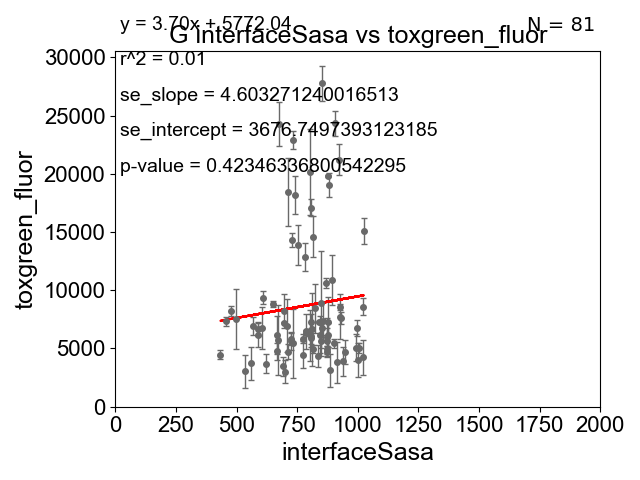 y = 3.70x + 5772.04
N = 81
G interfaceSasa vs toxgreen_fluor
r^2 = 0.01
se_slope = 4.603271240016513
se_intercept = 3676.7497393123185
p-value = 0.42346336800542295
30000
25000
20000
15000
10000
5000
0
toxgreen_fluor
0 250 500 750 1000 1250 1500 1750 2000
interfaceSasa